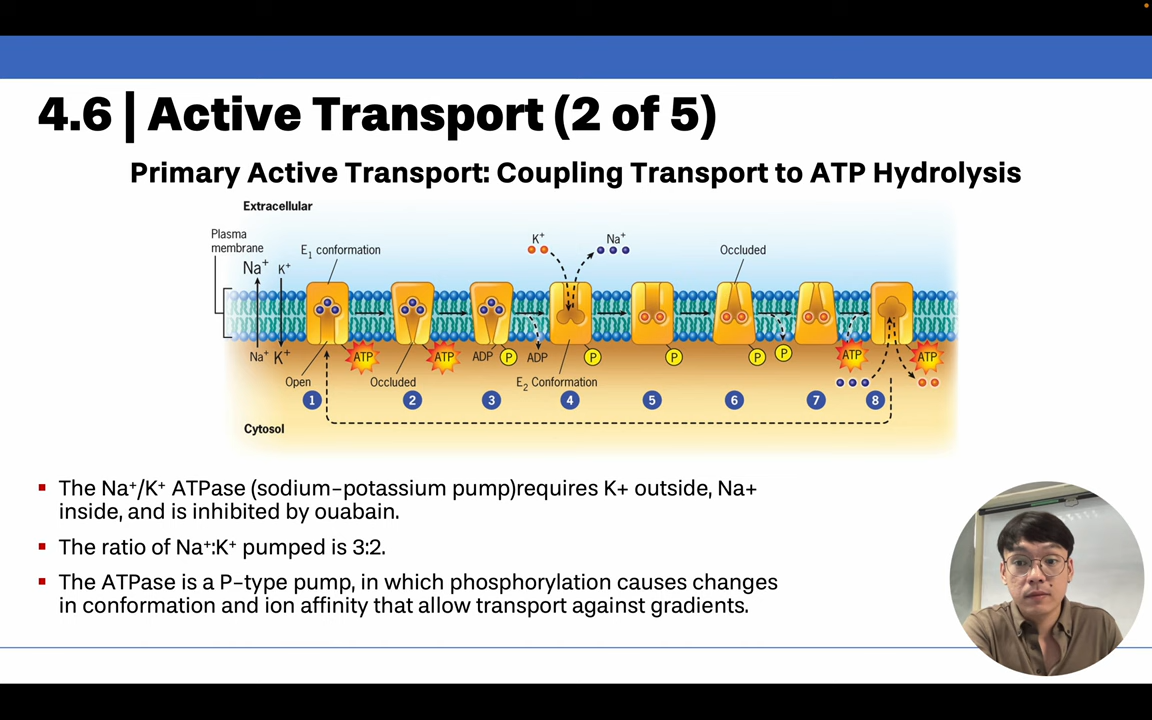 4.6 | Active Transport (2 of 5)
Primary Active Transport: Coupling Transport to ATP Hydrolysis
Extracellular
Plasma
membrane
E₁ conformation
K⁺
Na⁺
Occluded
Na⁺ K⁺
Na⁺ K⁺
ATP
ATP
ADP P
ADP
P
P
P
P
ATP
ATP
Open
Occluded
E₂ Conformation
1 2 3 4 5 6 7 8
Cytosol
▪ The Na⁺/K⁺ ATPase (sodium–potassium pump)requires K+ outside, Na+
inside, and is inhibited by ouabain.
▪ The ratio of Na⁺:K⁺ pumped is 3:2.
▪ The ATPase is a P–type pump, in which phosphorylation causes changes
in conformation and ion affinity that allow transport against gradients.